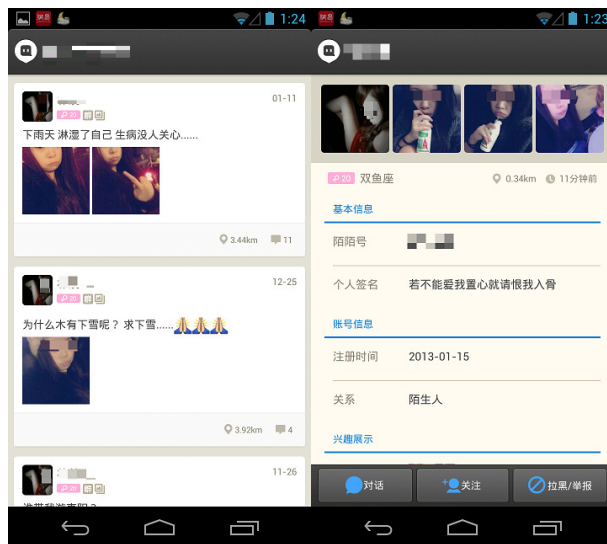 1:24
01-11
20
下雨天 淋湿了自己 生病没人关心......
3.44km 11
12-25
20
为什么木有下雪呢？ 求下雪......
3.92km 4
11-26
20
1:23
20 双鱼座 0.34km 11分钟前
基本信息
陌陌号
个人签名 若不能爱我置心就请恨我入骨
账号信息
注册时间 2013-01-15
关系 陌生人
兴趣展示
对话 关注 拉黑/举报